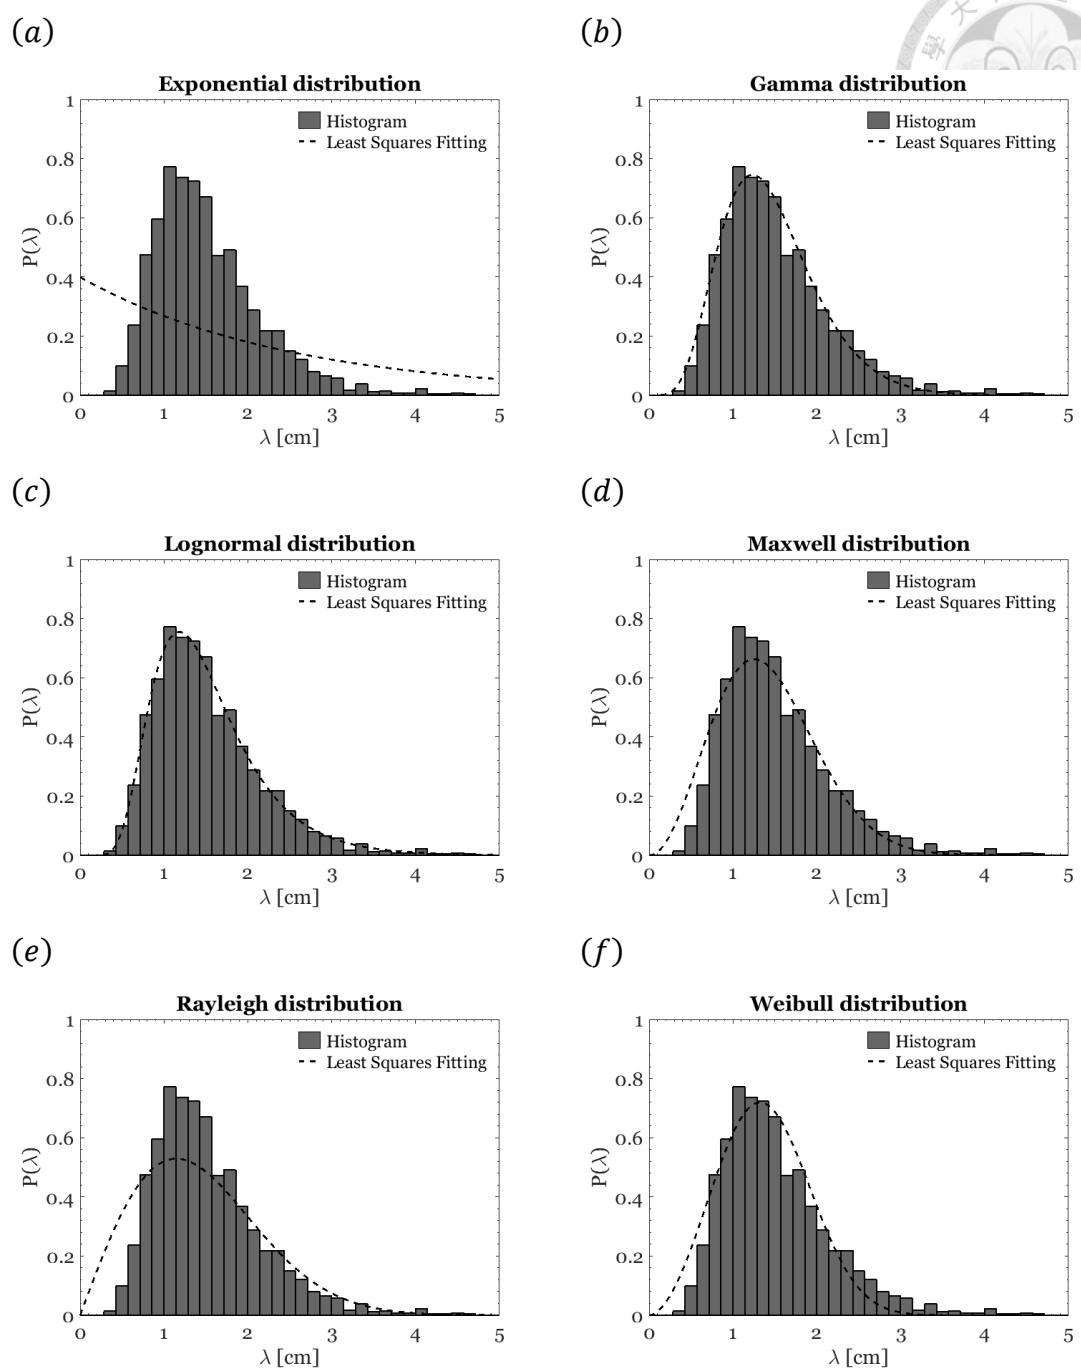 (a)
Exponential distribution
Histogram
Least Squares Fitting
1
0.8
0.6
0.4
0.2
0
P(λ)
0 1 2 3 4 5
λ [cm]
(b)
學 大
Gamma distribution
Histogram
Least Squares Fitting
1
0.8
0.6
0.4
0.2
0
P(λ)
0 1 2 3 4 5
λ [cm]
(c)
Lognormal distribution
Histogram
Least Squares Fitting
1
0.8
0.6
0.4
0.2
0
P(λ)
0 1 2 3 4 5
λ [cm]
(d)
Maxwell distribution
Histogram
Least Squares Fitting
1
0.8
0.6
0.4
0.2
0
P(λ)
0 1 2 3 4 5
λ [cm]
(e)
Rayleigh distribution
Histogram
Least Squares Fitting
1
0.8
0.6
0.4
0.2
0
P(λ)
0 1 2 3 4 5
λ [cm]
(f)
Weibull distribution
Histogram
Least Squares Fitting
1
0.8
0.6
0.4
0.2
0
P(λ)
0 1 2 3 4 5
λ [cm]